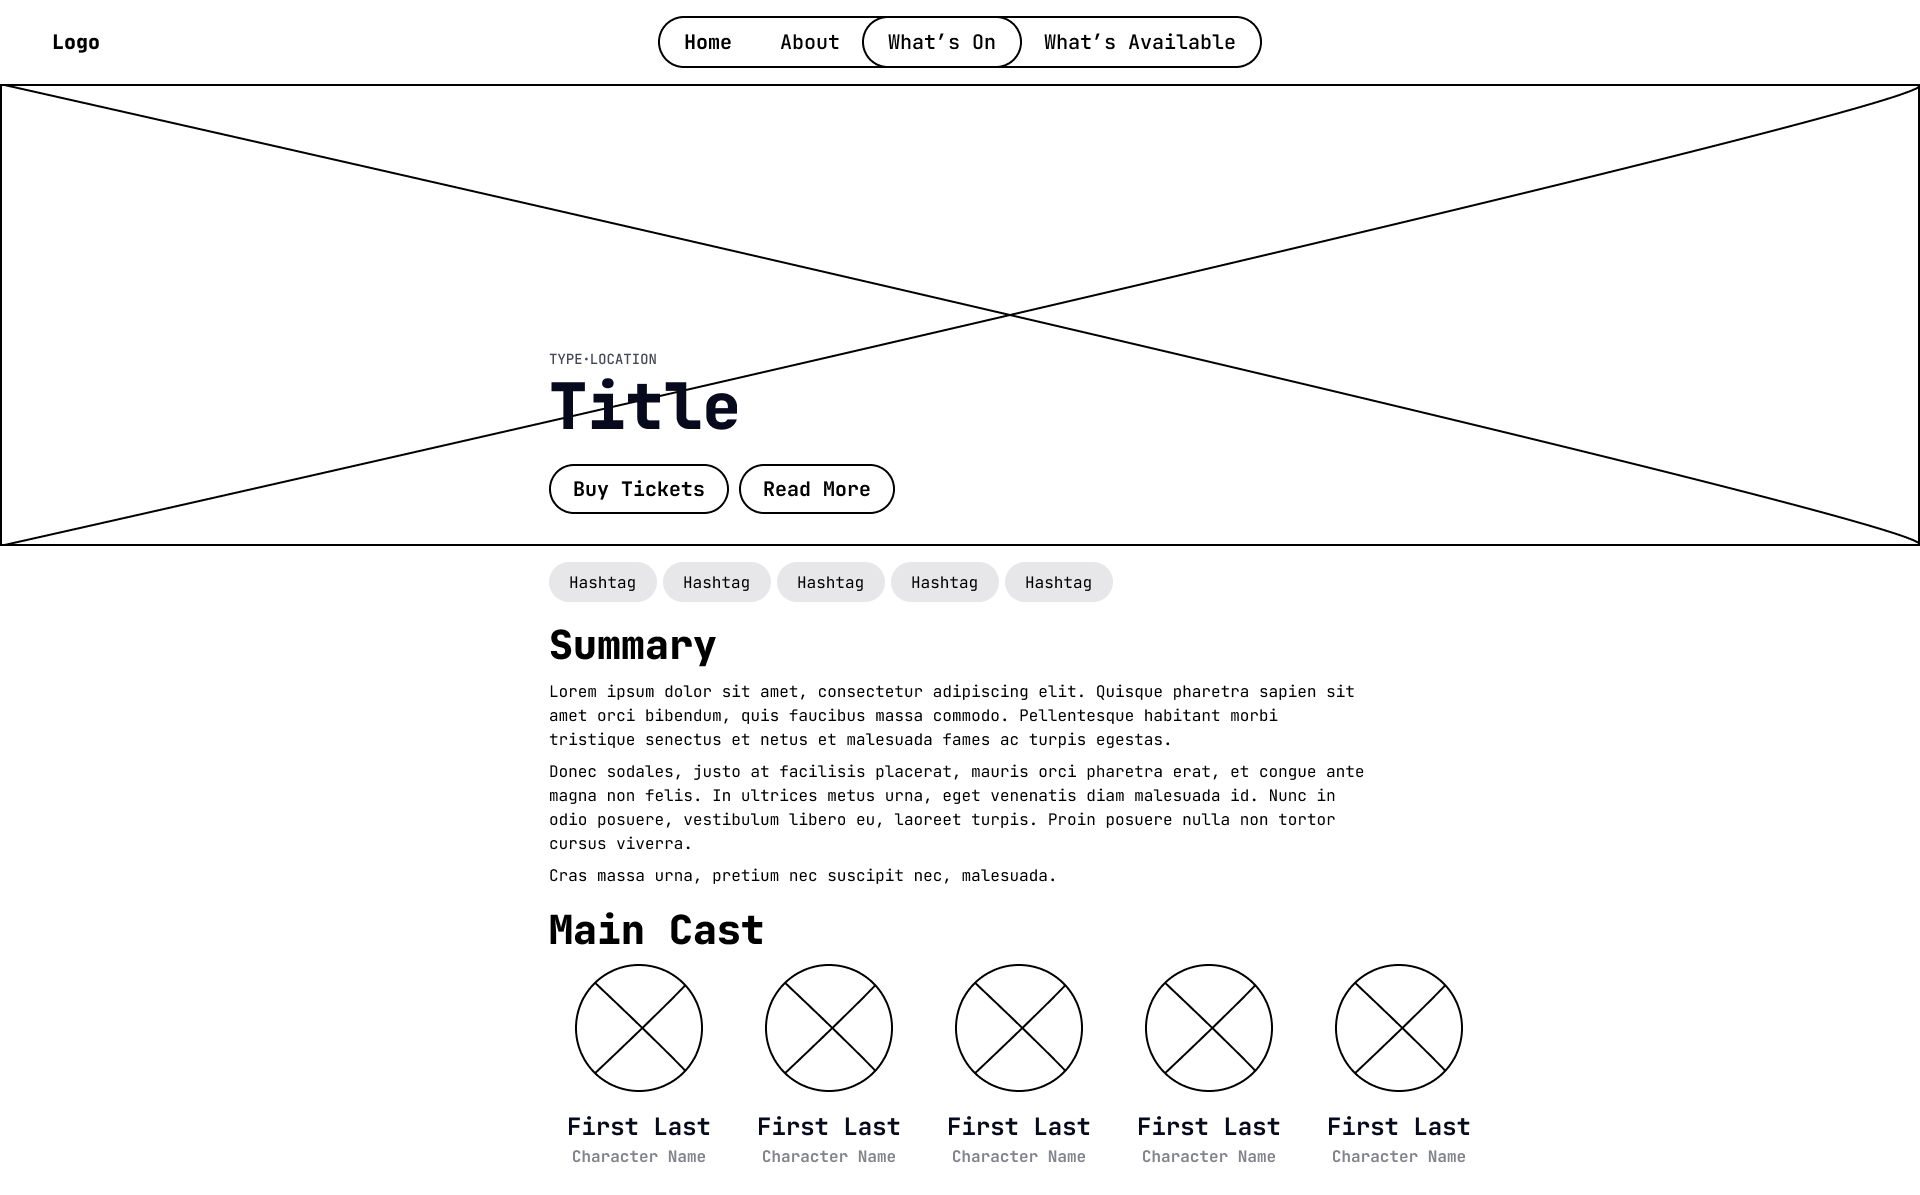 Logo
Home About What’s On What’s Available
TYPE·LOCATION
Title
Buy Tickets Read More
Hashtag Hashtag Hashtag Hashtag Hashtag
Summary
Lorem ipsum dolor sit amet, consectetur adipiscing elit. Quisque pharetra sapien sit
amet orci bibendum, quis faucibus massa commodo. Pellentesque habitant morbi
tristique senectus et netus et malesuada fames ac turpis egestas.
Donec sodales, justo at facilisis placerat, mauris orci pharetra erat, et congue ante
magna non felis. In ultrices metus urna, eget venenatis diam malesuada id. Nunc in
odio posuere, vestibulum libero eu, laoreet turpis. Proin posuere nulla non tortor
cursus viverra.
Cras massa urna, pretium nec suscipit nec, malesuada.
Main Cast
First Last First Last First Last First Last First Last
Character Name Character Name Character Name Character Name Character Name